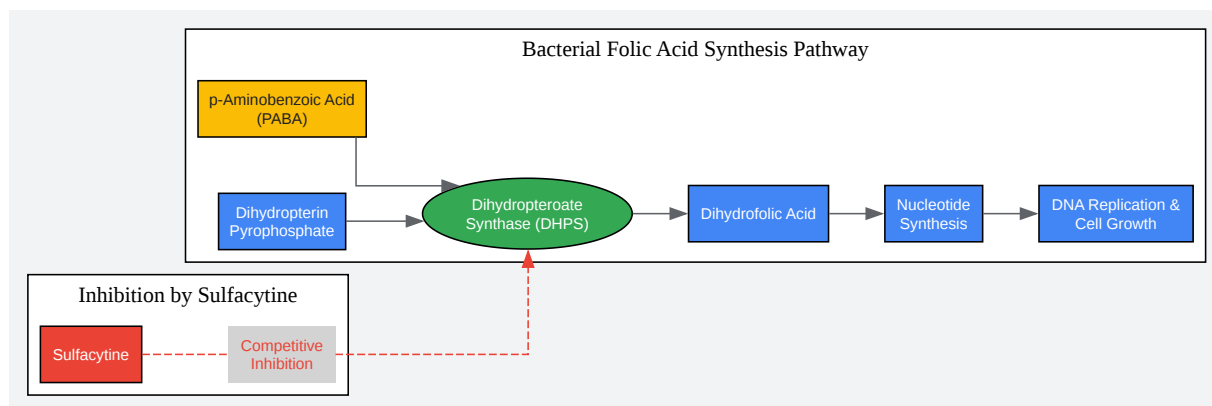 Bacterial Folic Acid Synthesis Pathway
p-Aminobenzoic Acid
(PABA)
Dihydropterin
Pyrophosphate
Dihydropteroate
Synthase (DHPS)
Dihydrofolic Acid
Nucleotide
Synthesis
DNA Replication &
Cell Growth
Inhibition by Sulfacytine
Sulfacytine
Competitive
Inhibition